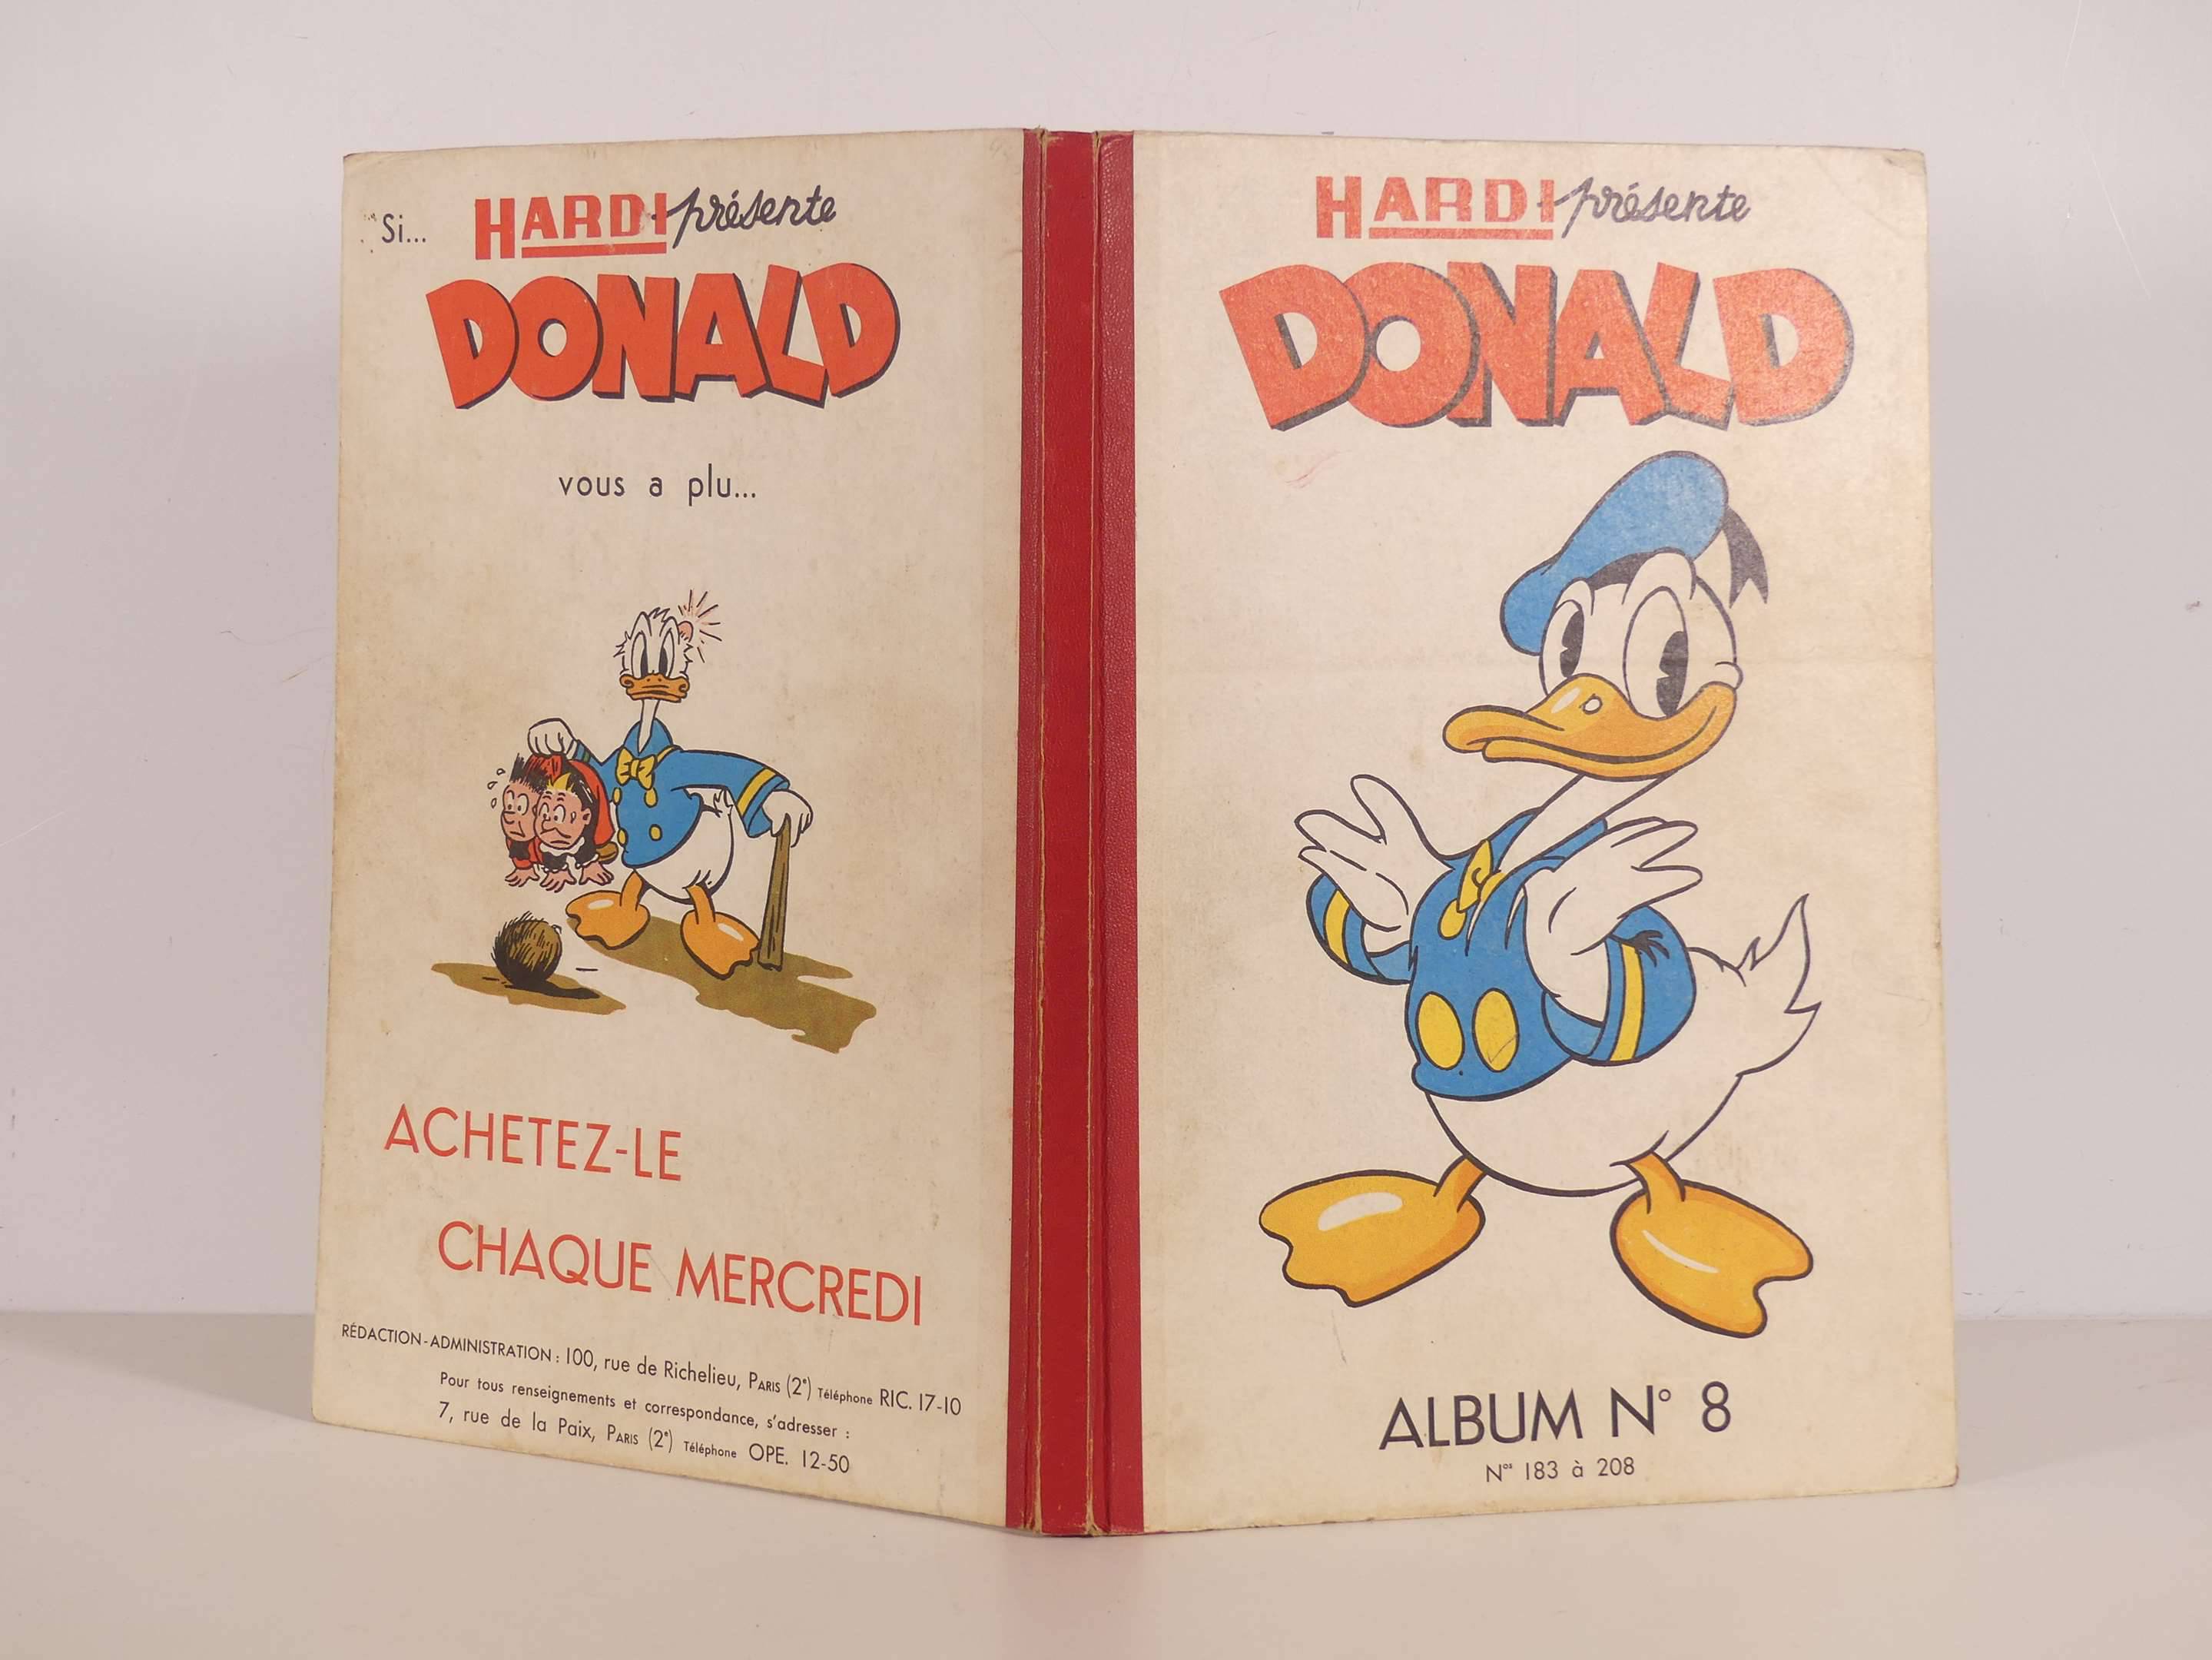 Si... HARDI présente
DONALD
vous a plu...
ACHETEZ-LE
CHAQUE MERCREDI
RÉDACTION-ADMINISTRATION : 100, rue de Richelieu, PARIS (2°) Téléphone RIC. 17-10
Pour tous renseignements et correspondance, s'adresser :
7, rue de la Paix, PARIS (2°) Téléphone OPE. 12-50
HARDI présente
DONALD
ALBUM N° 8
Nos 183 à 208